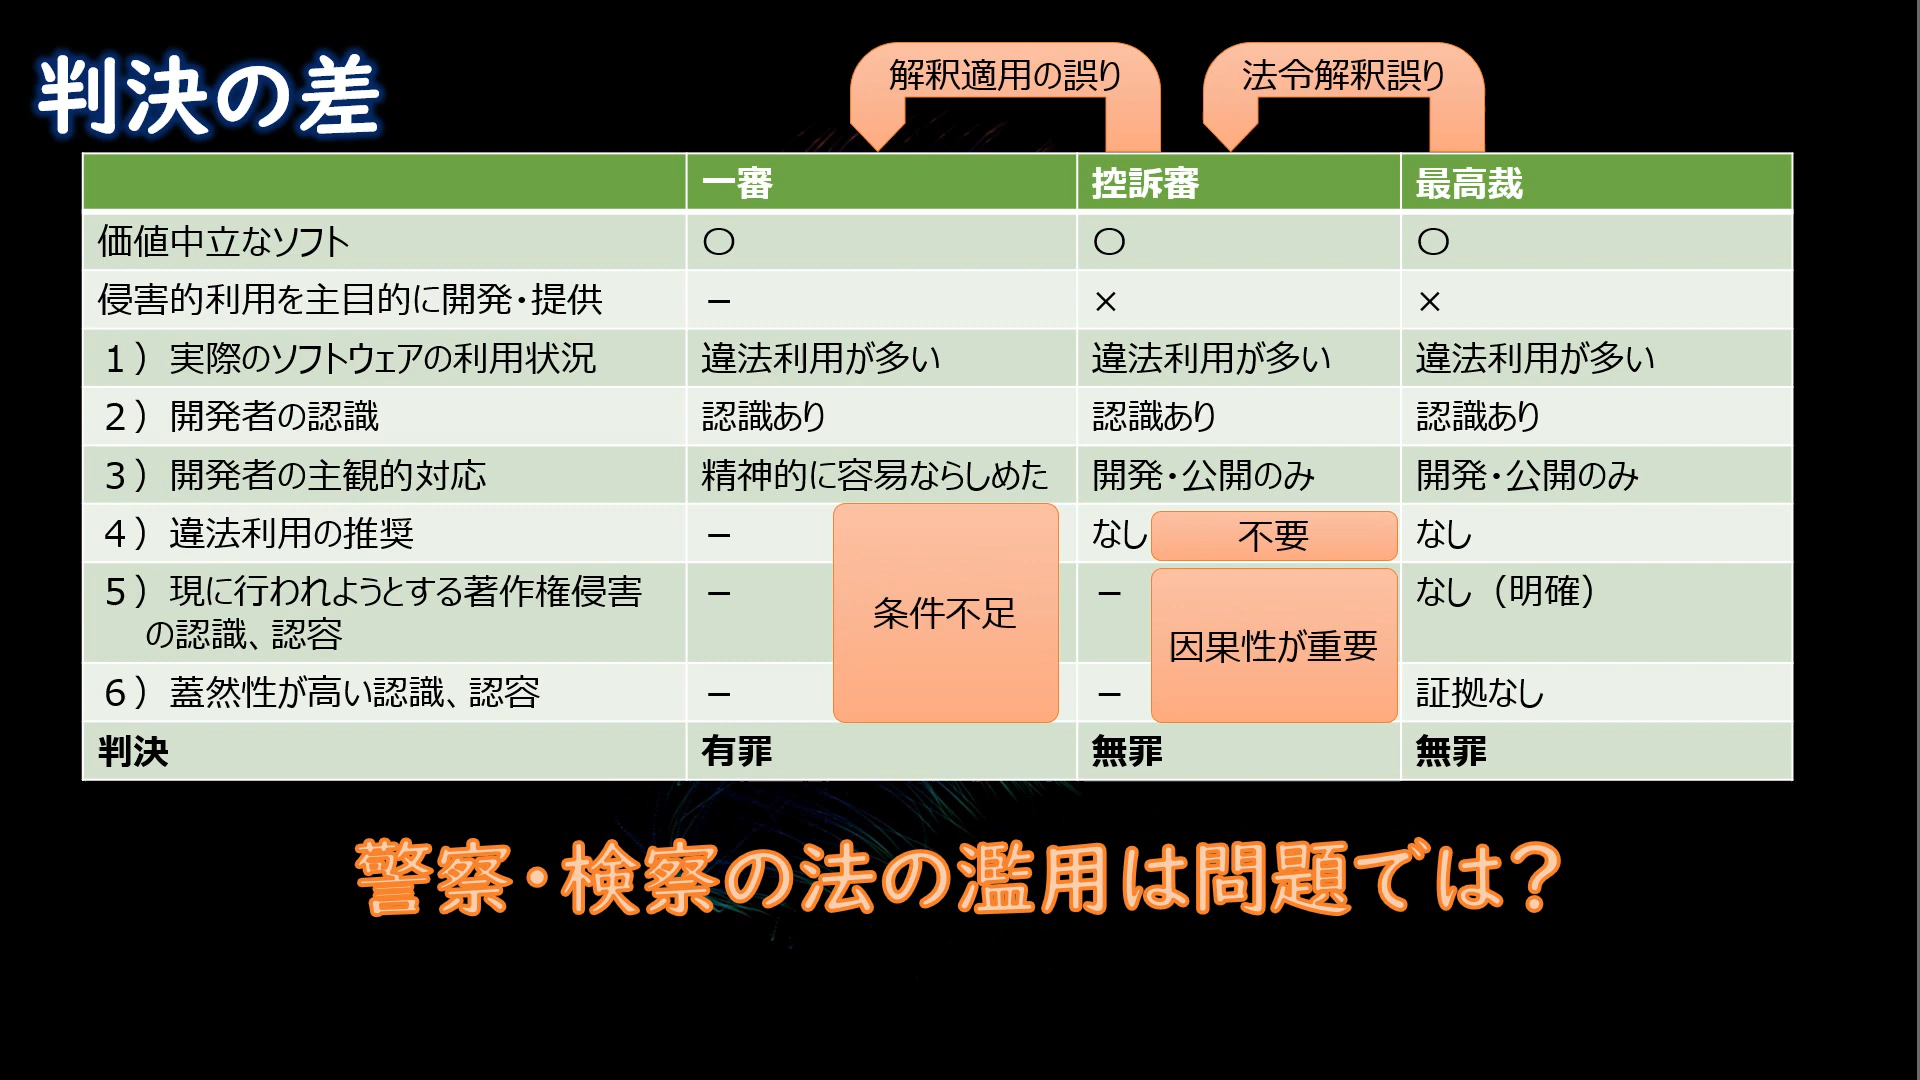 判決の差
解釈適用の誤り
法令解釈誤り
一審 控訴審 最高裁
価値中立なソフト 〇 〇 〇
侵害的利用を主目的に開発・提供 － × ×
１）実際のソフトウェアの利用状況 違法利用が多い 違法利用が多い 違法利用が多い
２）開発者の認識 認識あり 認識あり 認識あり
３）開発者の主観的対応 精神的に容易ならしめた 開発・公開のみ 開発・公開のみ
４）違法利用の推奨 － なし 不要 なし
５）現に行われようとする著作権侵害 － － なし（明確）
の認識、認容 条件不足 因果性が重要
６）蓋然性が高い認識、認容 － － 証拠なし
判決 有罪 無罪 無罪
警察・検察の法の濫用は問題では？